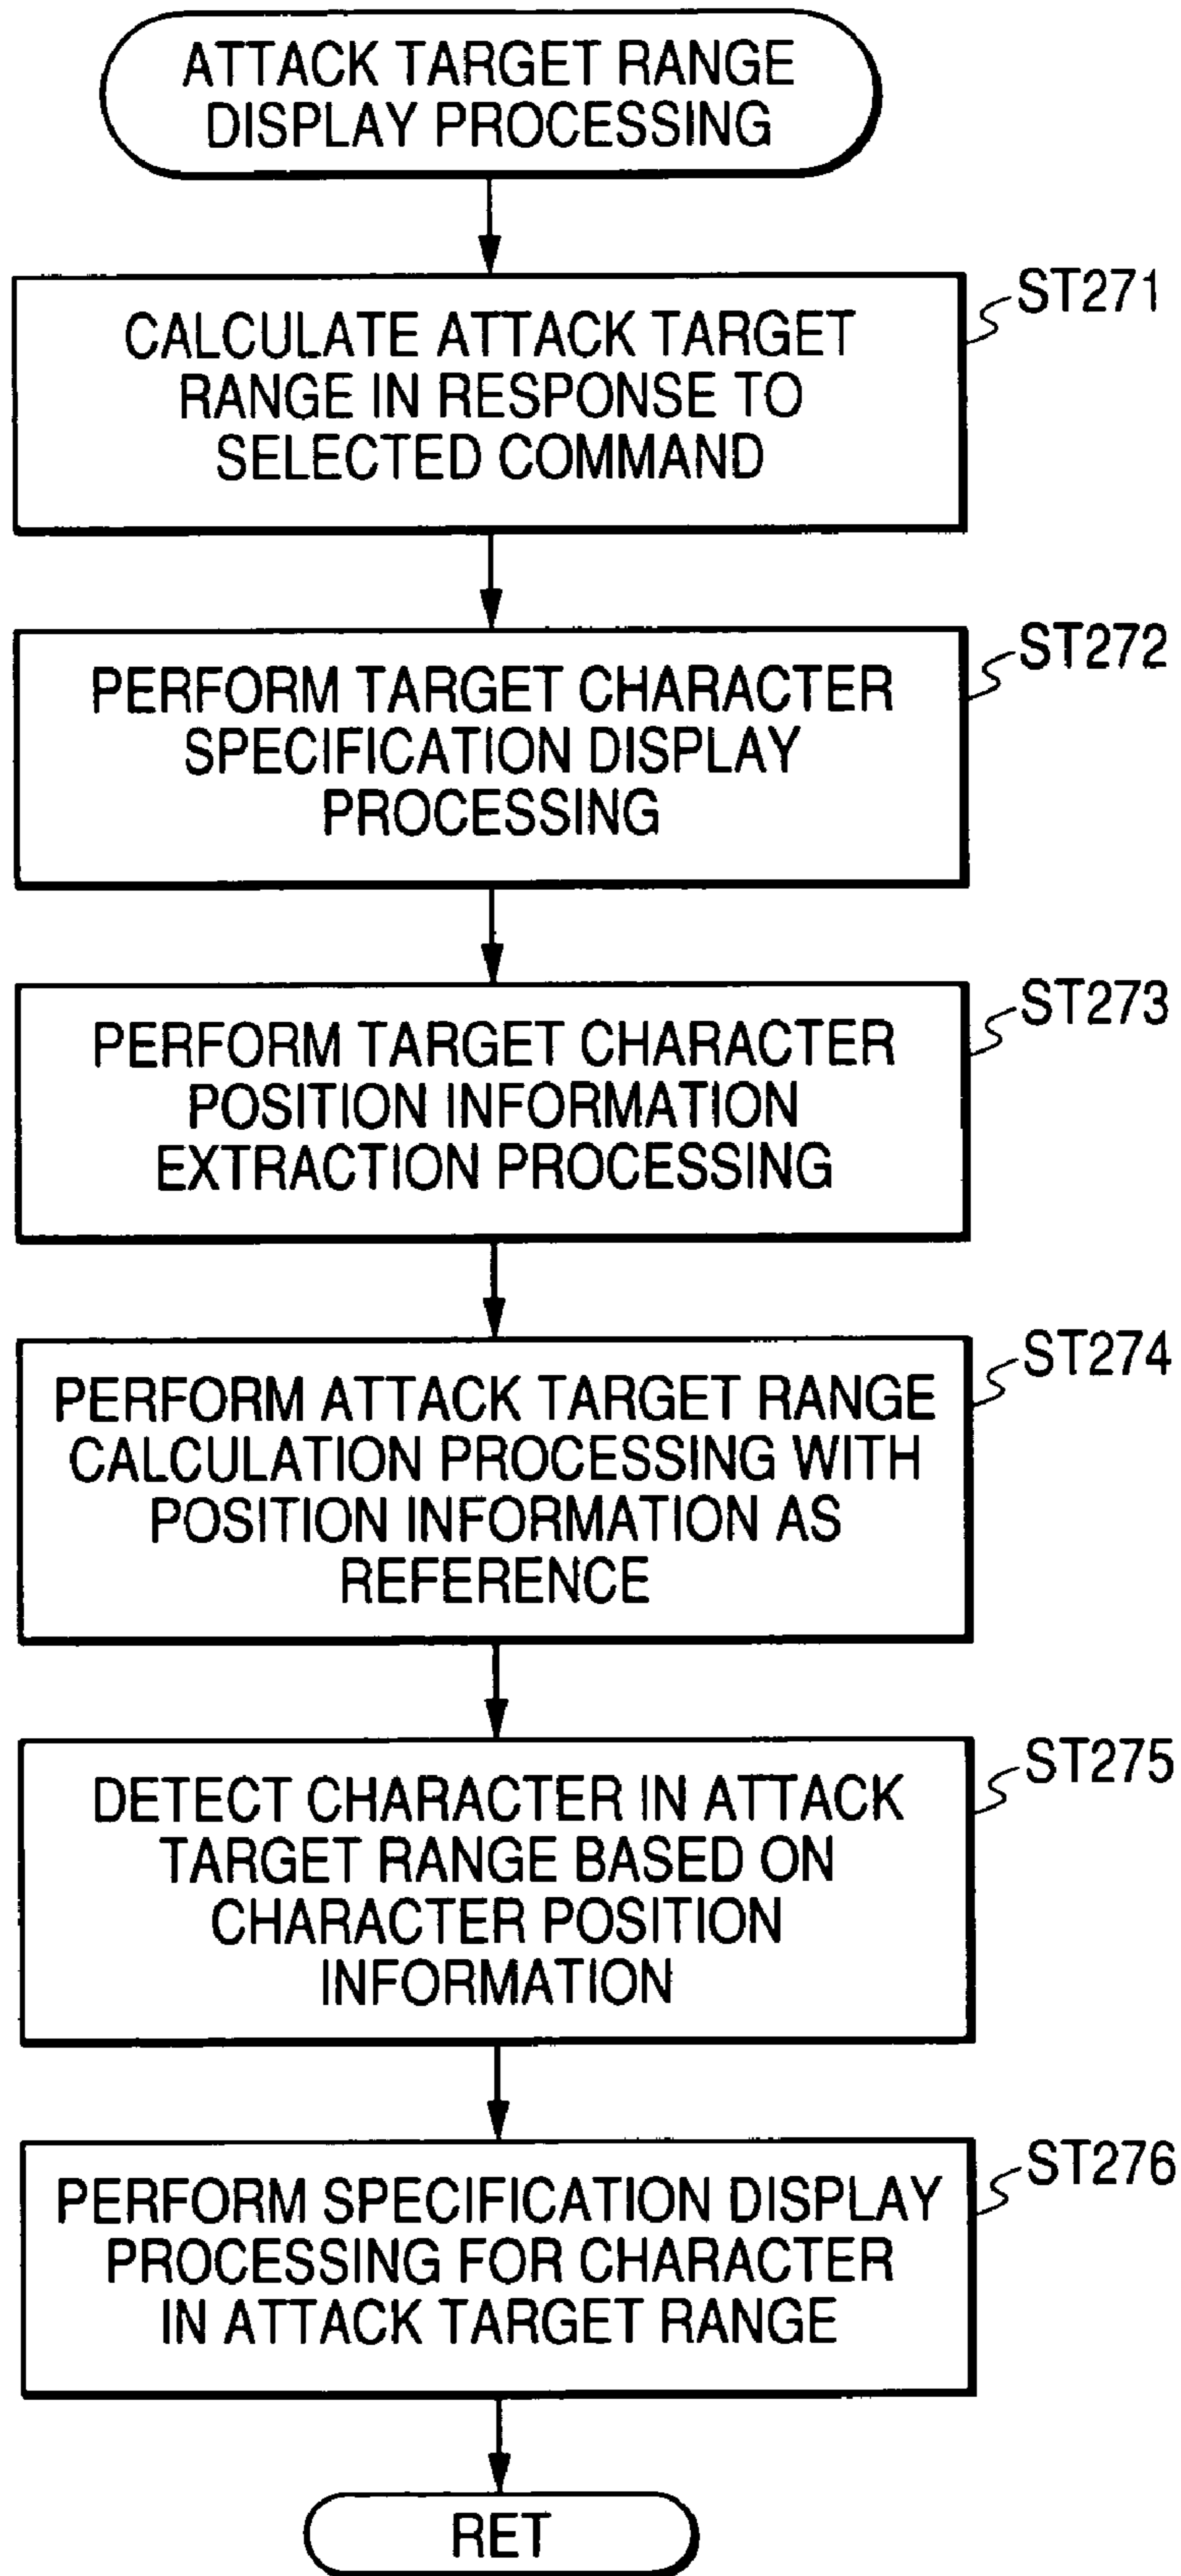 ATTACK TARGET RANGE
DISPLAY PROCESSING
ST271
CALCULATE ATTACK TARGET
RANGE IN RESPONSE TO
SELECTED COMMAND
ST272
PERFORM TARGET CHARACTER
SPECIFICATION DISPLAY
PROCESSING
ST273
PERFORM TARGET CHARACTER
POSITION INFORMATION
EXTRACTION PROCESSING
ST274
PERFORM ATTACK TARGET RANGE
CALCULATION PROCESSING WITH
POSITION INFORMATION AS
REFERENCE
ST275
DETECT CHARACTER IN ATTACK
TARGET RANGE BASED ON
CHARACTER POSITION
INFORMATION
ST276
PERFORM SPECIFICATION DISPLAY
PROCESSING FOR CHARACTER
IN ATTACK TARGET RANGE
RET